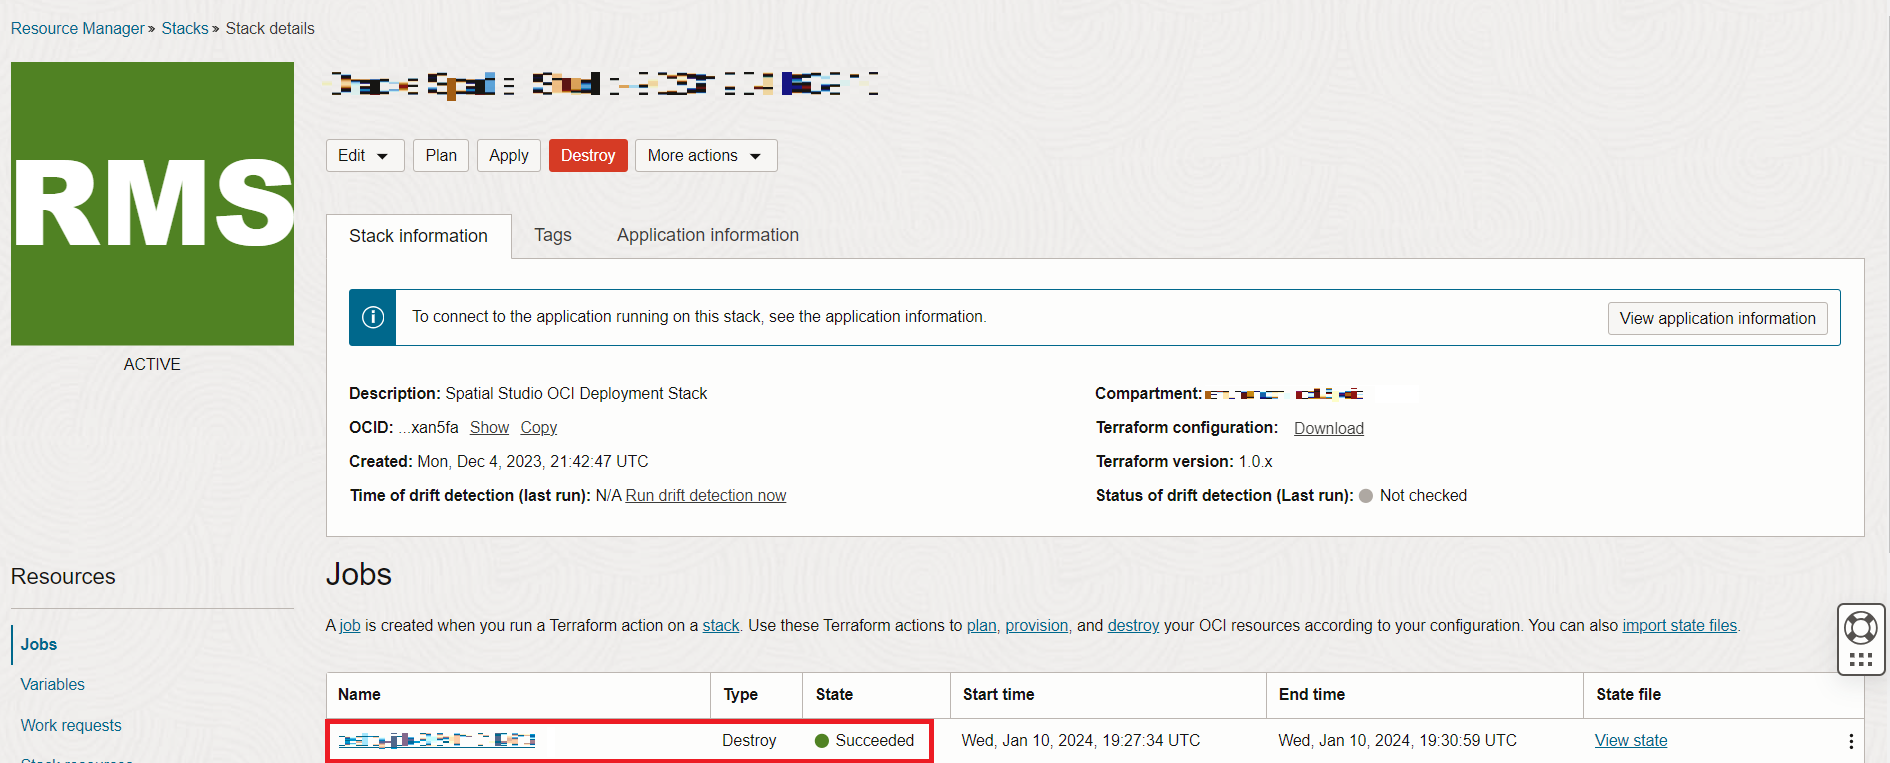 Resource Manager » Stacks » Stack details
RMS
ACTIVE
Edit Plan Apply Destroy More actions
Stack information Tags Application information
To connect to the application running on this stack, see the application information. View application information
Description: Spatial Studio OCI Deployment Stack
Compartment:
OCID: ...xan5fa Show Copy
Terraform configuration: Download
Created: Mon, Dec 4, 2023, 21:42:47 UTC
Terraform version: 1.0.x
Time of drift detection (last run): N/A Run drift detection now
Status of drift detection (Last run): Not checked
Resources
Jobs
Variables
Work requests
Stack resources
Jobs
A job is created when you run a Terraform action on a stack. Use these Terraform actions to plan, provision, and destroy your OCI resources according to your configuration. You can also import state files.
Name Type State Start time End time State file
Destroy Succeeded Wed, Jan 10, 2024, 19:27:34 UTC Wed, Jan 10, 2024, 19:30:59 UTC View state